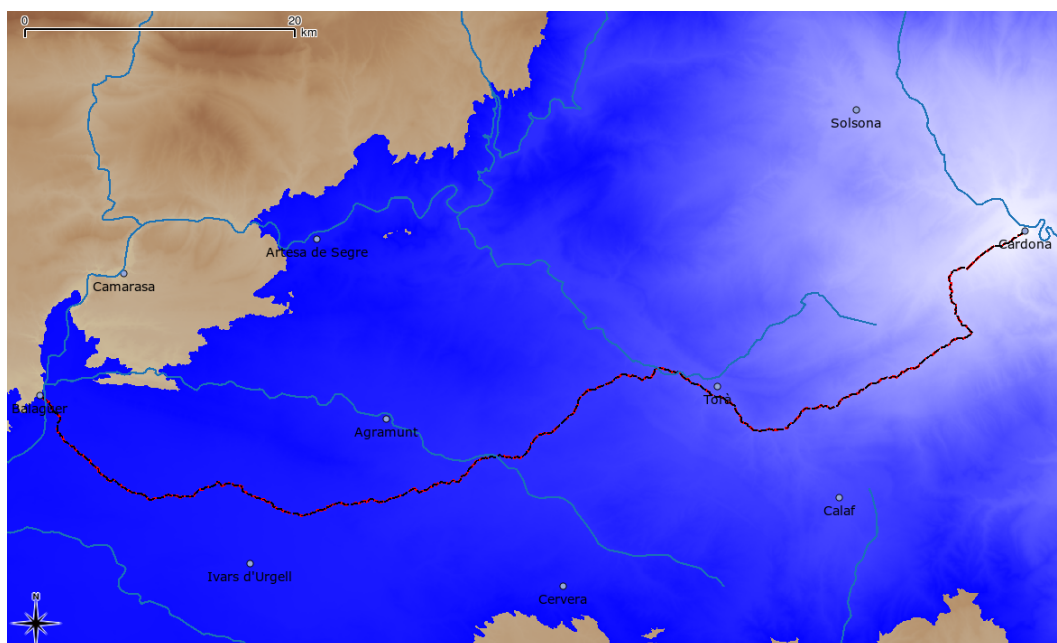 0 20
km
Solsona
Cardona
Artesa de Segre
Camarasa
Balaguer
Torà
Agramunt
Calaf
Ivars d'Urgell
Cervera
N